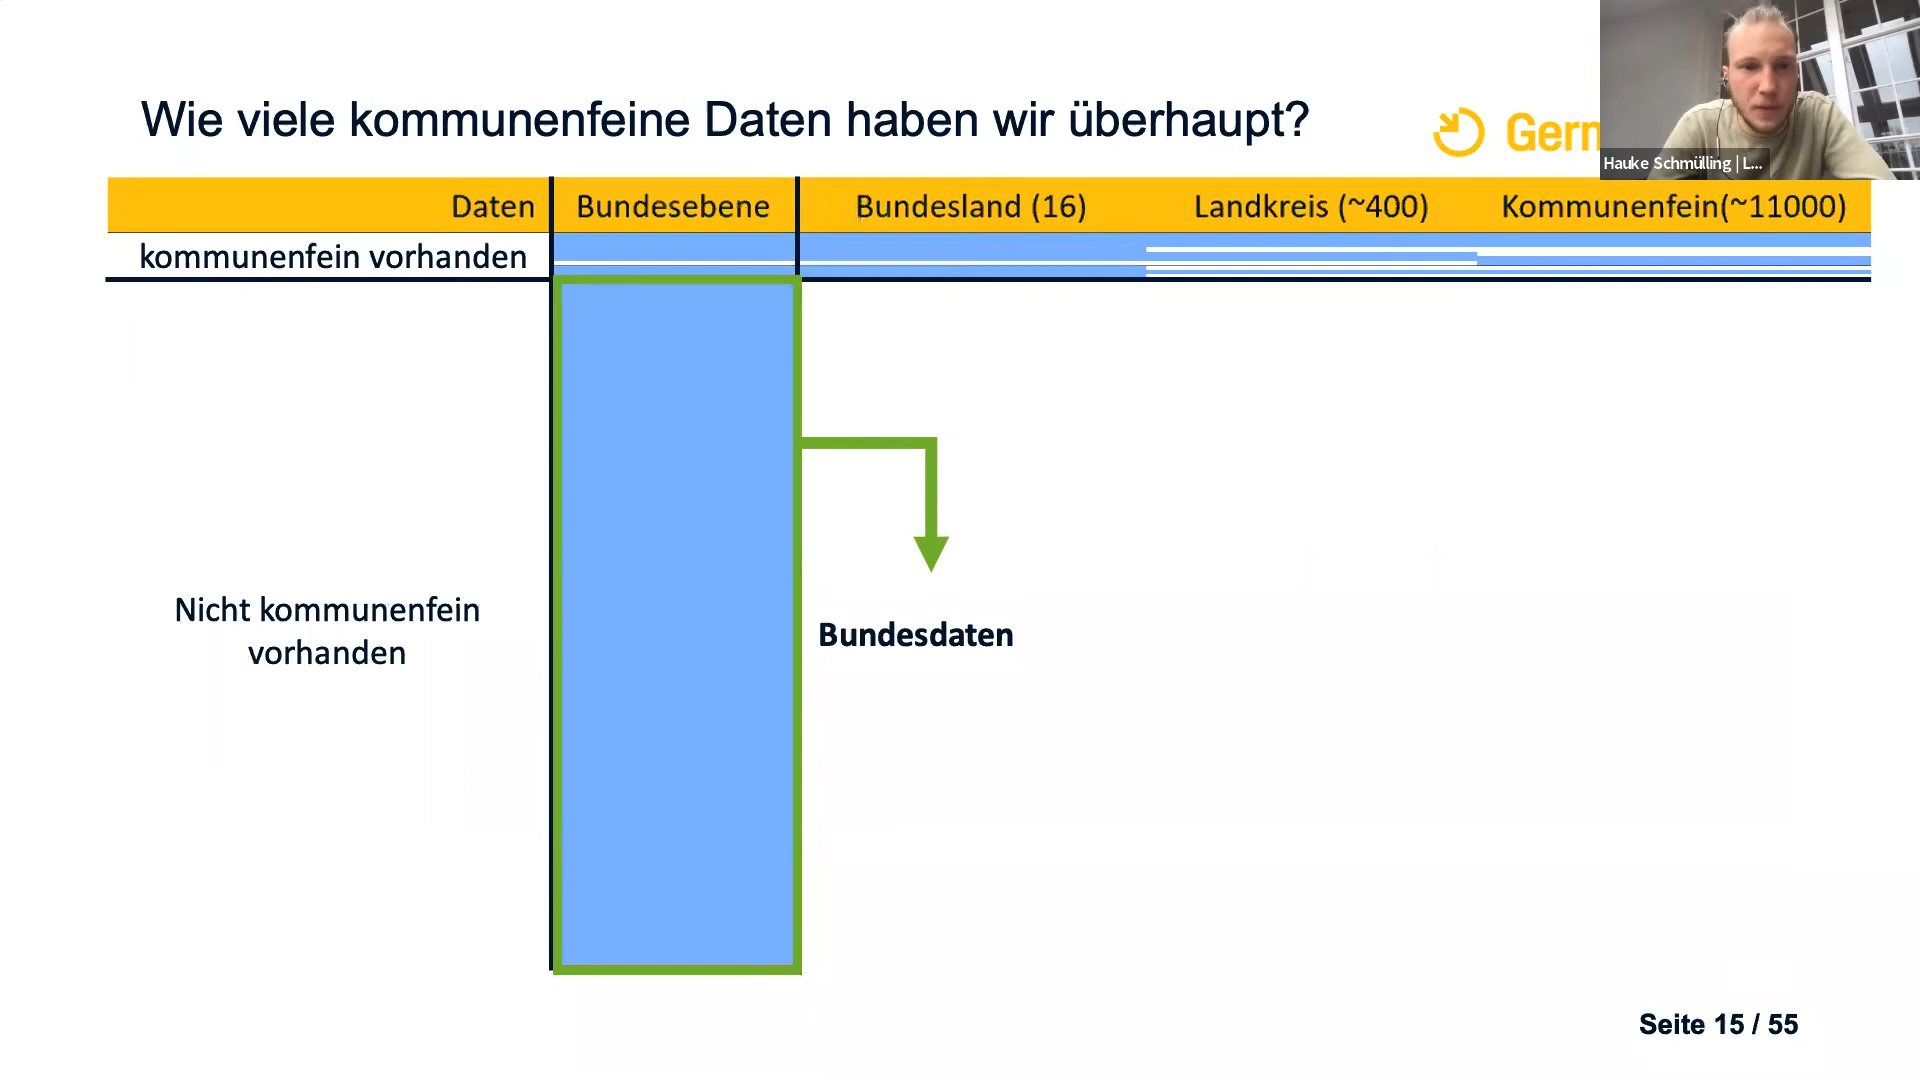 Wie viele kommunenfeine Daten haben wir überhaupt?
Hauke Schmülling | L...
Daten Bundesebene Bundesland (16) Landkreis (~400) Kommunenfein(~11000)
kommunenfein vorhanden
Nicht kommunenfein
vorhanden
Bundesdaten
Seite 15 / 55